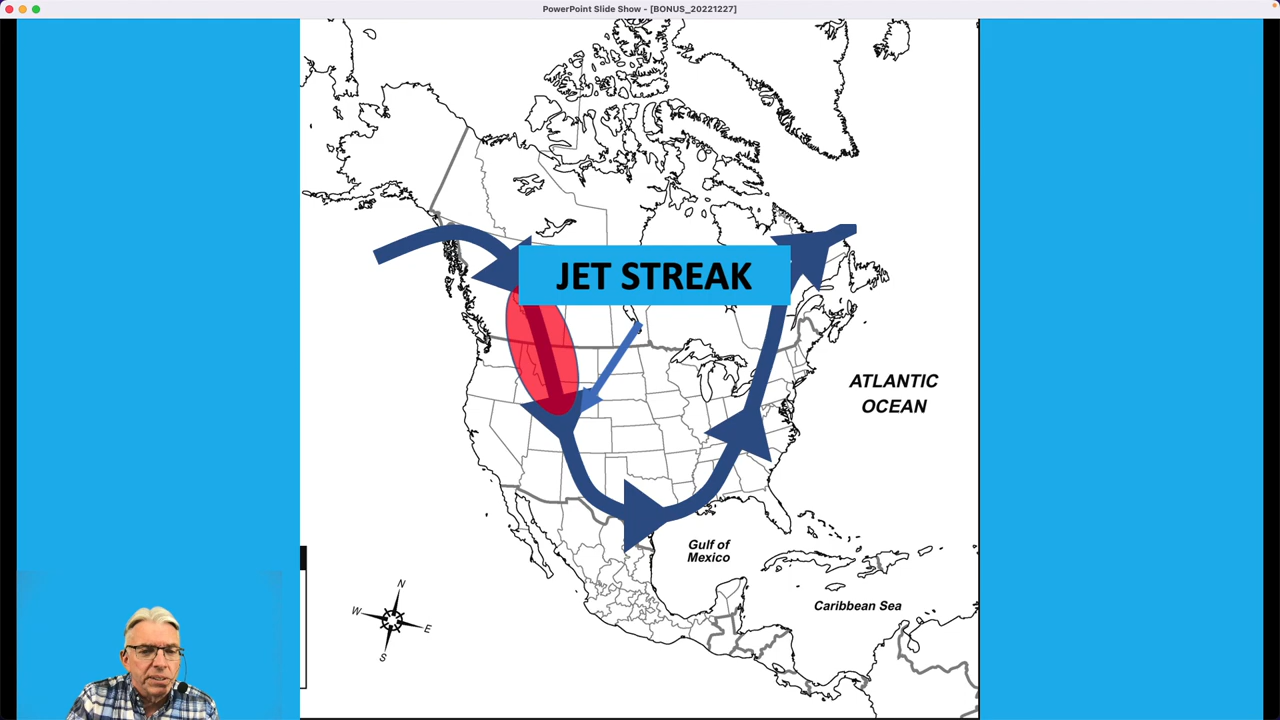 PowerPoint Slide Show - [BONUS_20221227]
JET STREAK
ATLANTIC
OCEAN
Gulf of
Mexico
Caribbean Sea
N
W
E
S